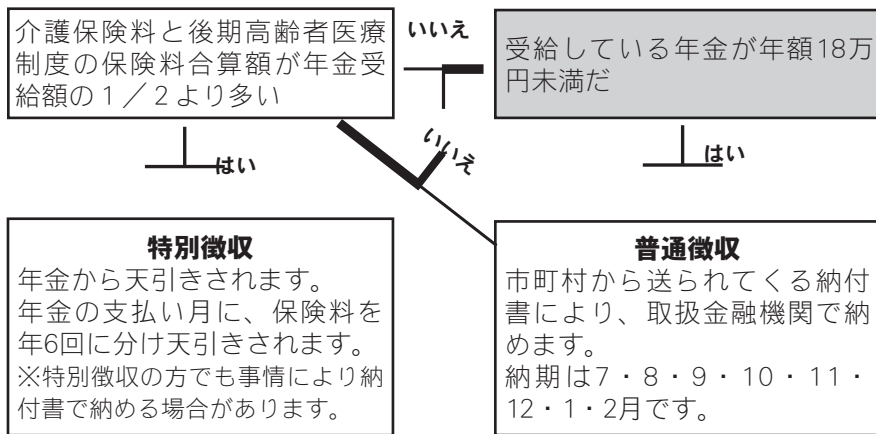 介護保険料と後期高齢者医療
制度の保険料合算額が年金受
給額の1／2より多い
いいえ
受給している年金が年額18万
円未満だ
はい
いいえ
はい
特別徴収
年金から天引きされます。
年金の支払い月に、保険料を
年6回に分け天引きされます。
※特別徴収の方でも事情により納
付書で納める場合があります。
普通徴収
市町村から送られてくる納付
書により、取扱金融機関で納
めます。
納期は7・8・9・10・11・
12・1・2月です。